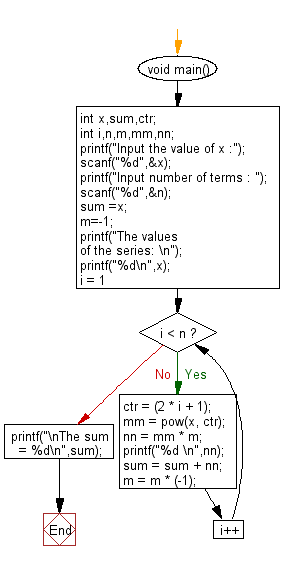 void main()
int x,sum,ctr;
int i,n,m,mm,nn;
printf("Input the value of x :");
scanf("%d",&x);
printf("Input number of terms : ");
scanf("%d",&n);
sum =x;
m=-1;
printf("The values
of the series: \n");
printf("%d\n",x);
i = 1
i < n ?
No
Yes
ctr = (2 * i + 1);
mm = pow(x, ctr);
nn = mm * m;
printf("%d \n",nn);
sum = sum + nn;
m = m * (-1);
printf("\nThe sum
= %d\n",sum);
End
i++